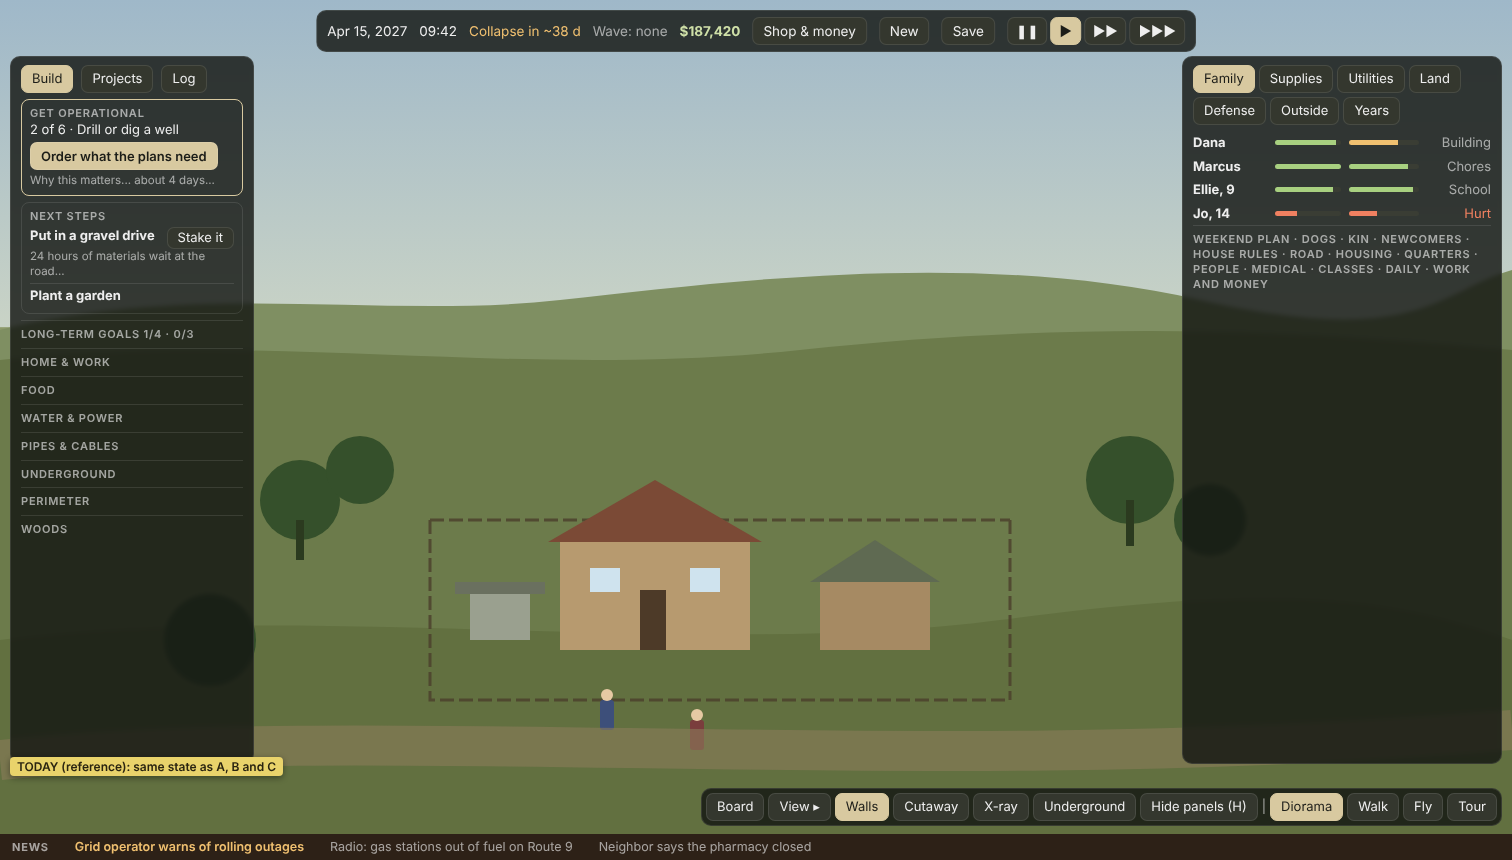 Apr 15, 2027 09:42 Collapse in ~38 d Wave: none $187,420 Shop & money New Save
Build Projects Log
GET OPERATIONAL
2 of 6 · Drill or dig a well
Order what the plans need
Why this matters... about 4 days...
NEXT STEPS
Put in a gravel drive Stake it
24 hours of materials wait at the
road...
Plant a garden
LONG-TERM GOALS 1/4 · 0/3
HOME & WORK
FOOD
WATER & POWER
PIPES & CABLES
UNDERGROUND
PERIMETER
WOODS
TODAY (reference): same state as A, B and C
Family Supplies Utilities Land
Defense Outside Years
Dana Building
Marcus Chores
Ellie, 9 School
Jo, 14 Hurt
WEEKEND PLAN · DOGS · KIN · NEWCOMERS ·
HOUSE RULES · ROAD · HOUSING · QUARTERS ·
PEOPLE · MEDICAL · CLASSES · DAILY · WORK
AND MONEY
Board View ▸ Walls Cutaway X-ray Underground Hide panels (H) | Diorama Walk Fly Tour
NEWS Grid operator warns of rolling outages Radio: gas stations out of fuel on Route 9 Neighbor says the pharmacy closed